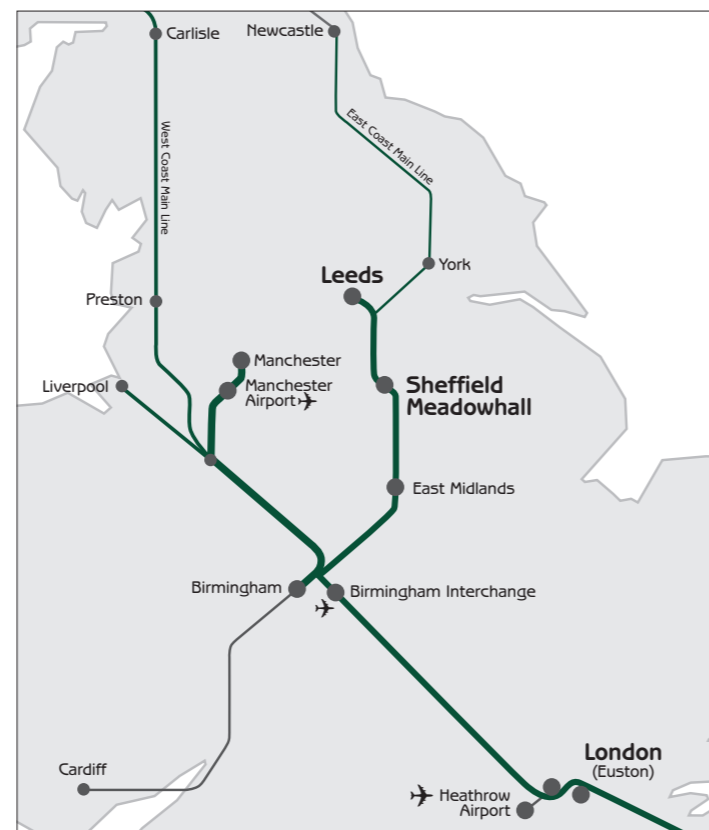 Carlisle
Newcastle
West Coast Main Line
East Coast Main Line
York
Leeds
Preston
Manchester
Liverpool
Manchester
Airport
Sheffield
Meadowhall
East Midlands
Birmingham
Birmingham Interchange
London
(Euston)
Cardiff
Heathrow
Airport